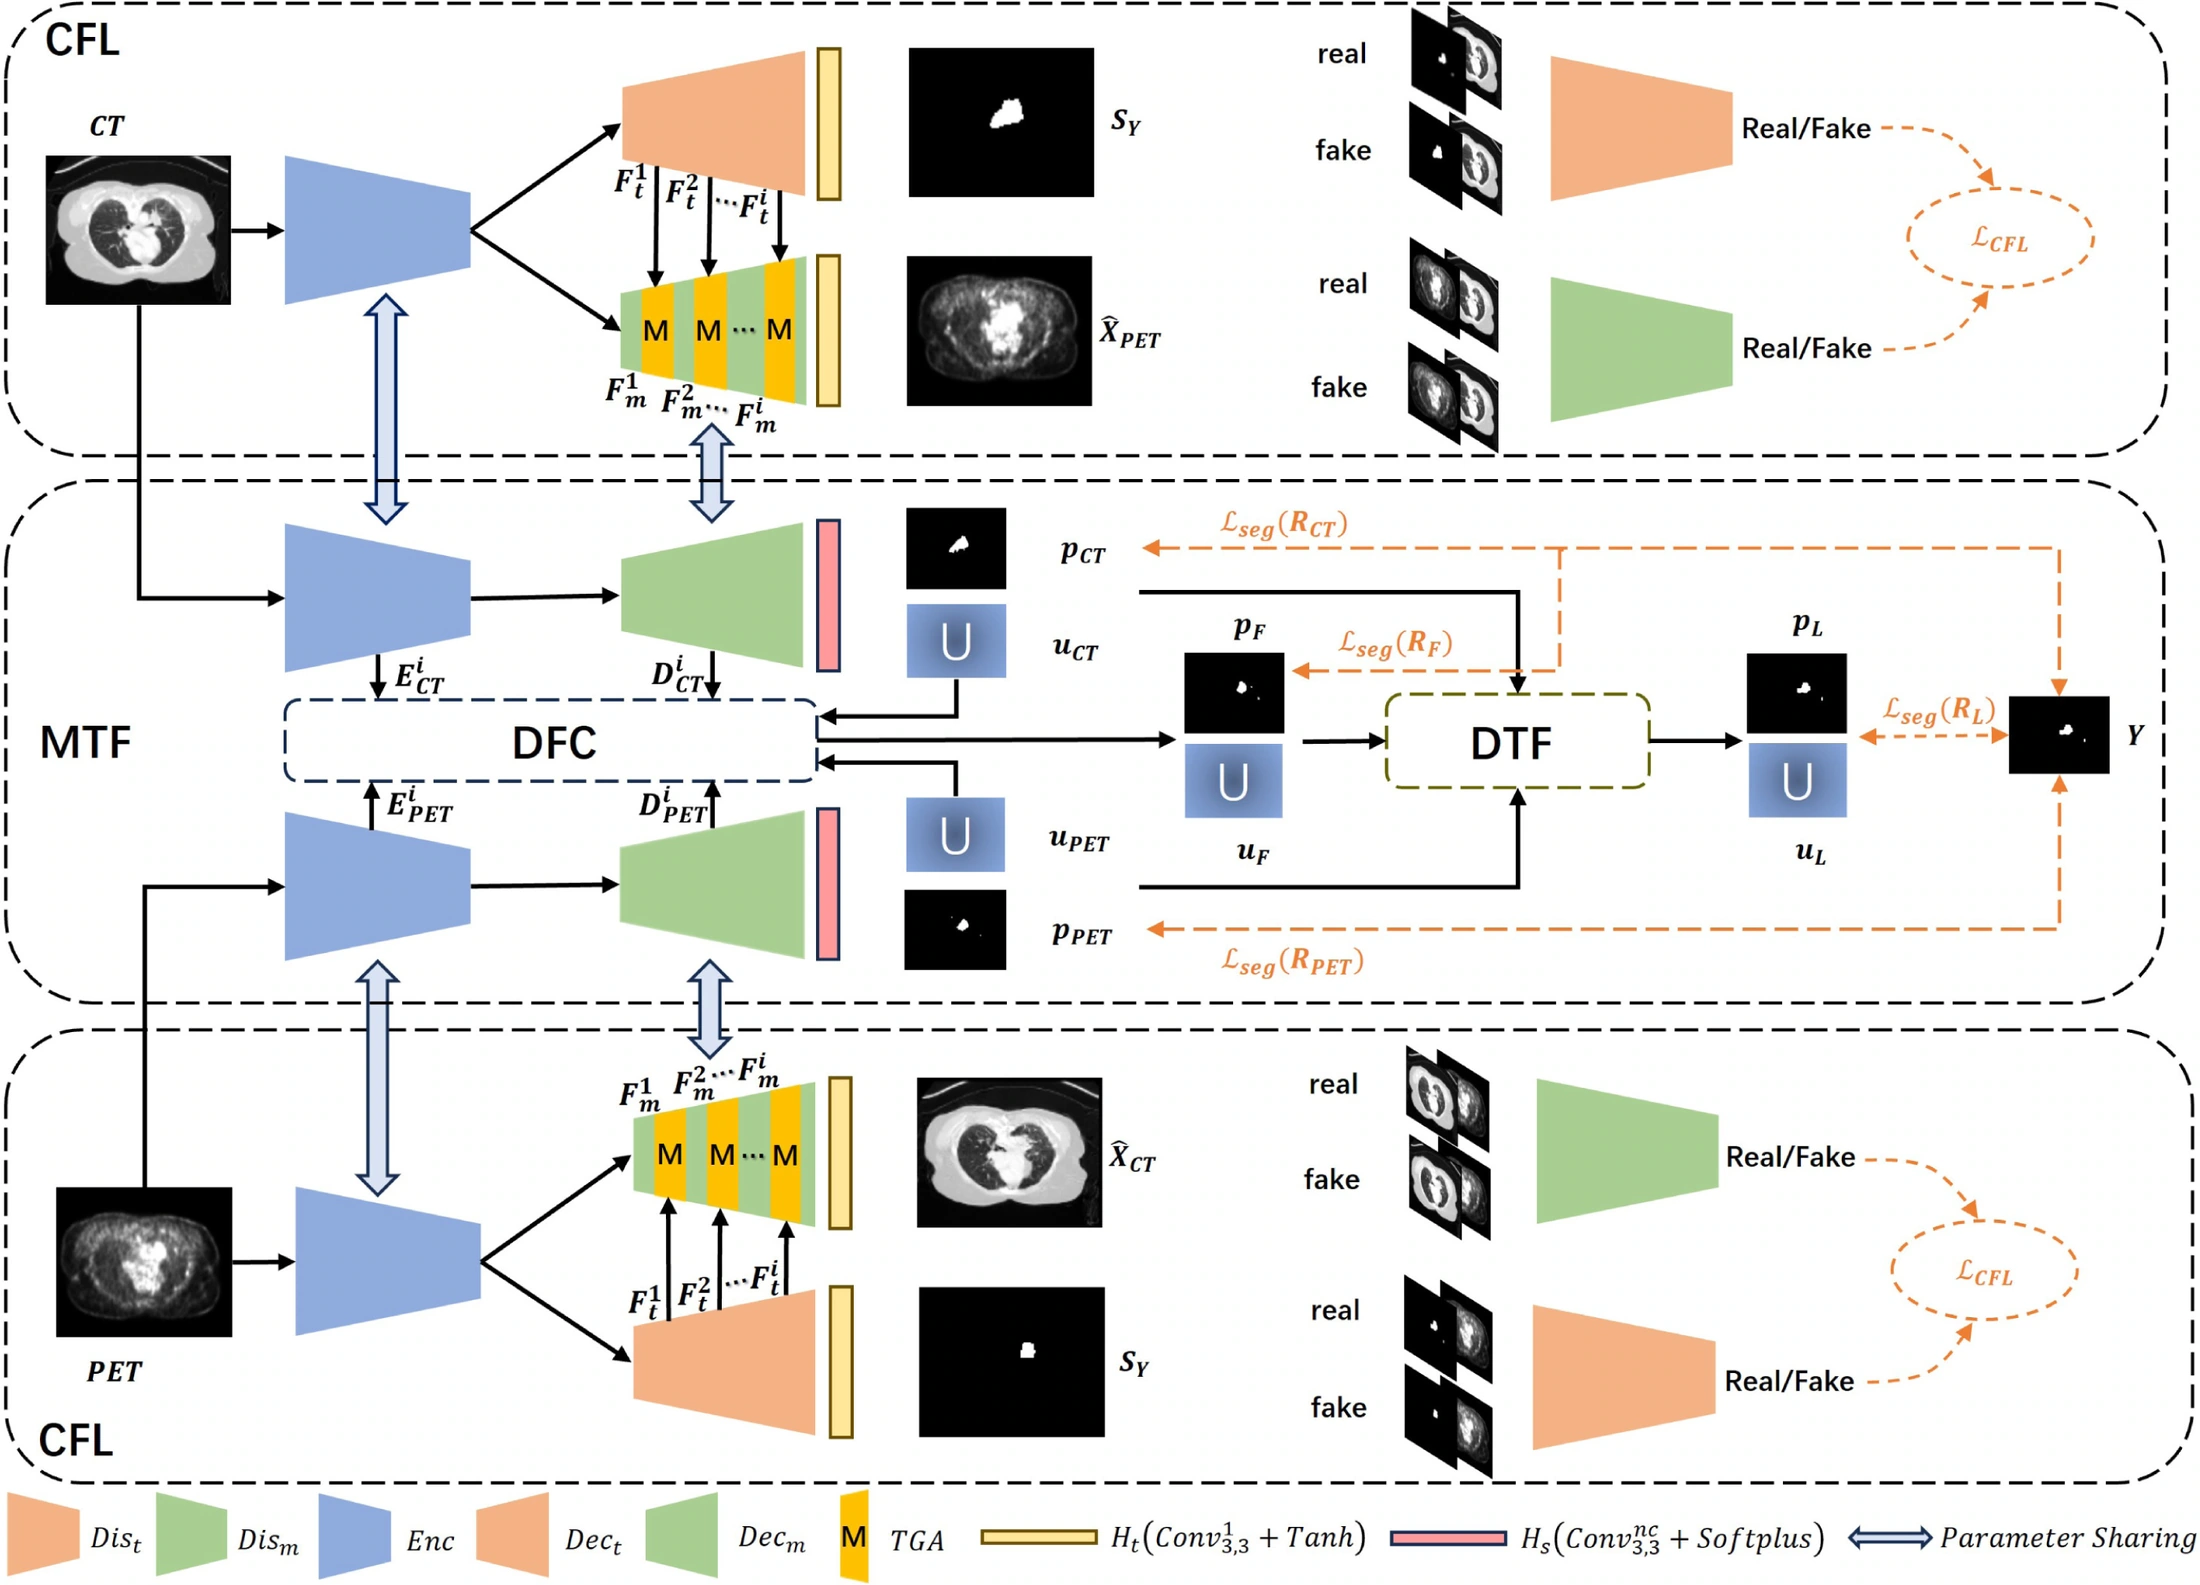 CFL
CT
F_t^1 F_t^2 ... F_t^i
M M ... M
F_m^1 F_m^2 ... F_m^i
S_Y
X̂_PET
real
fake
real
fake
Real/Fake
Real/Fake
ℒ_CFL
MTF
E_CT^i
D_CT^i
DFC
E_PET^i
D_PET^i
p_CT
U
u_CT
U
u_PET
p_PET
ℒ_seg(R_CT)
ℒ_seg(R_F)
p_F
U
u_F
DTF
p_L
U
u_L
ℒ_seg(R_L)
Y
ℒ_seg(R_PET)
F_m^1 F_m^2 ... F_m^i
M M ... M
F_t^1 F_t^2 ... F_t^i
PET
CFL
X̂_CT
S_Y
real
fake
real
fake
Real/Fake
Real/Fake
ℒ_CFL
Dis_t Dis_m Enc Dec_t Dec_m M TGA H_t(Conv_{3,3}^1 + Tanh) H_s(Conv_{3,3}^{nc} + Softplus) Parameter Sharing